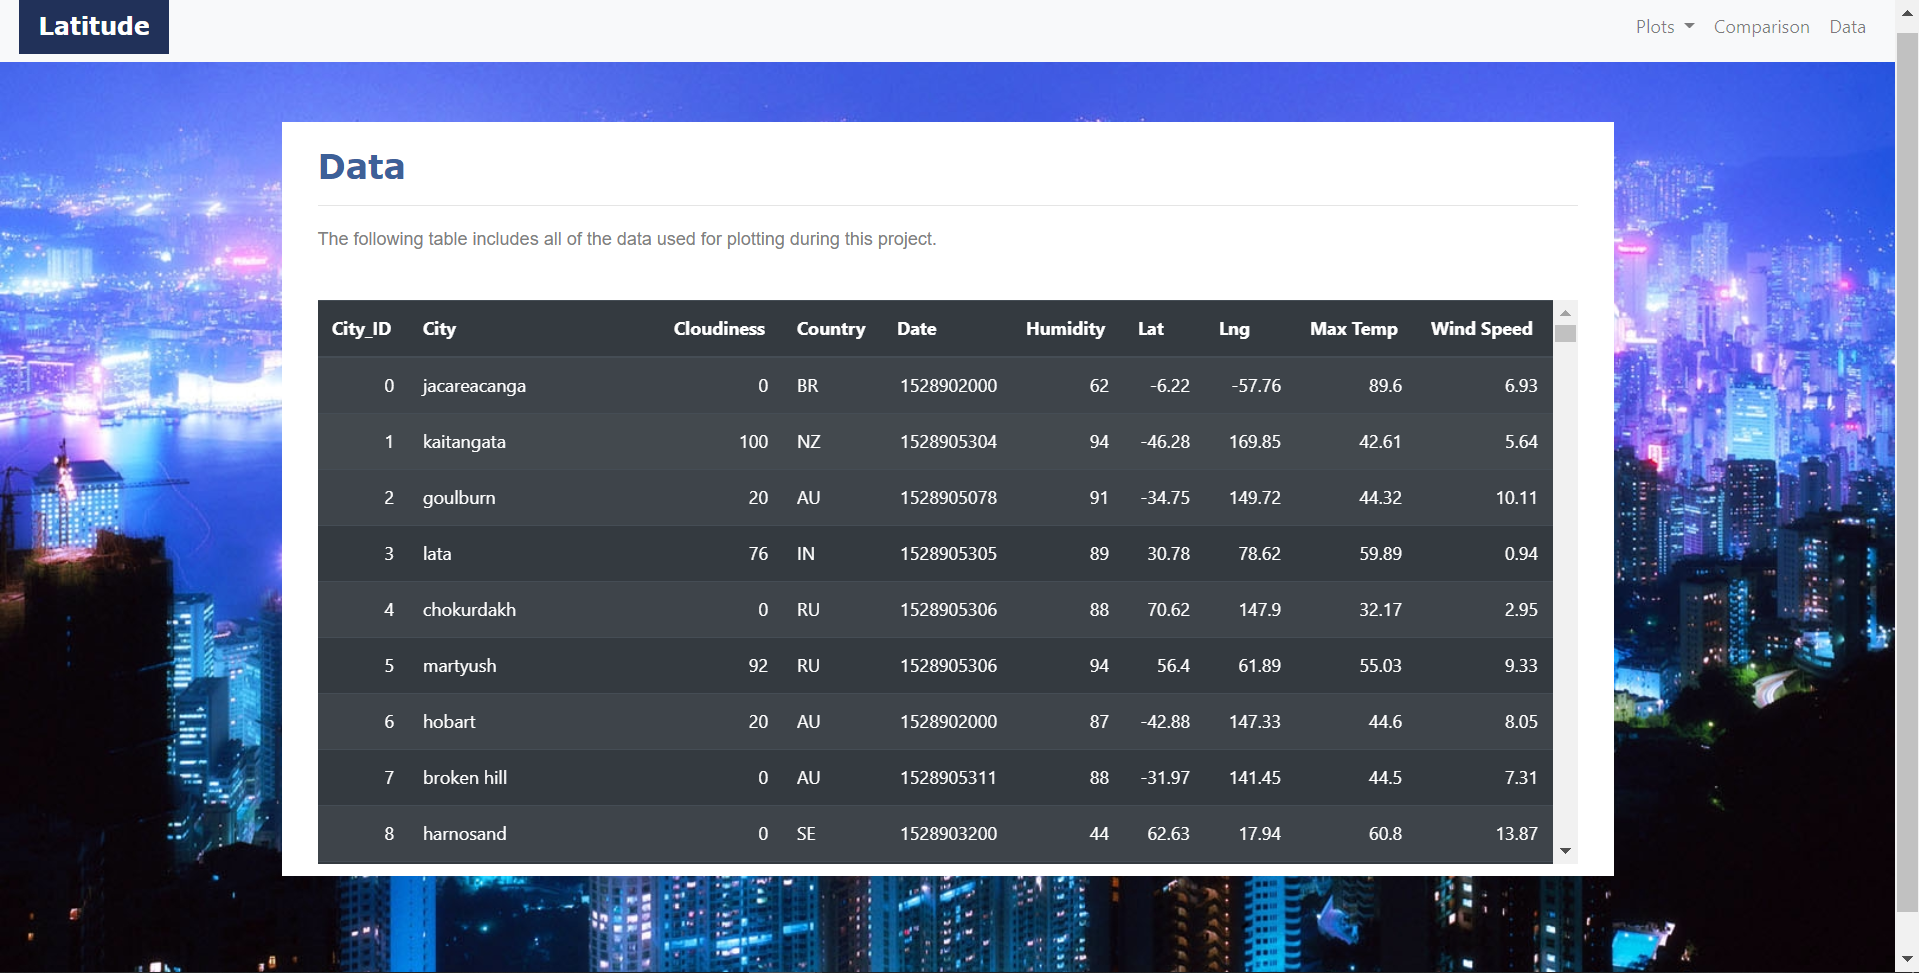 Latitude
Plots Comparison Data
Data
The following table includes all of the data used for plotting during this project.
City_ID City Cloudiness Country Date Humidity Lat Lng Max Temp Wind Speed
0 jacareacanga 0 BR 1528902000 62 -6.22 -57.76 89.6 6.93
1 kaitangata 100 NZ 1528905304 94 -46.28 169.85 42.61 5.64
2 goulburn 20 AU 1528905078 91 -34.75 149.72 44.32 10.11
3 lata 76 IN 1528905305 89 30.78 78.62 59.89 0.94
4 chokurdakh 0 RU 1528905306 88 70.62 147.9 32.17 2.95
5 martyush 92 RU 1528905306 94 56.4 61.89 55.03 9.33
6 hobart 20 AU 1528902000 87 -42.88 147.33 44.6 8.05
7 broken hill 0 AU 1528905311 88 -31.97 141.45 44.5 7.31
8 harnosand 0 SE 1528903200 44 62.63 17.94 60.8 13.87